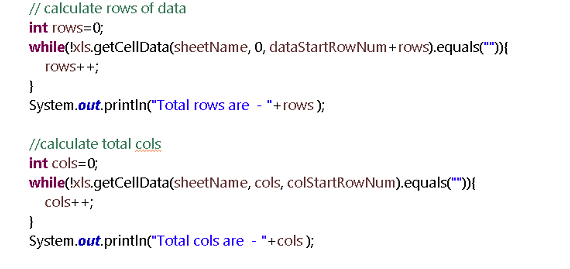 // calculate rows of data
int rows=0;
while(!xls.getCellData(sheetName, 0, dataStartRowNum+rows).equals("")){
rows++;
}
System.out.println("Total rows are  - "+rows );
//calculate total cols
int cols=0;
while(!xls.getCellData(sheetName, cols, colStartRowNum).equals("")){
cols++;
}
System.out.println("Total cols are  - "+cols );